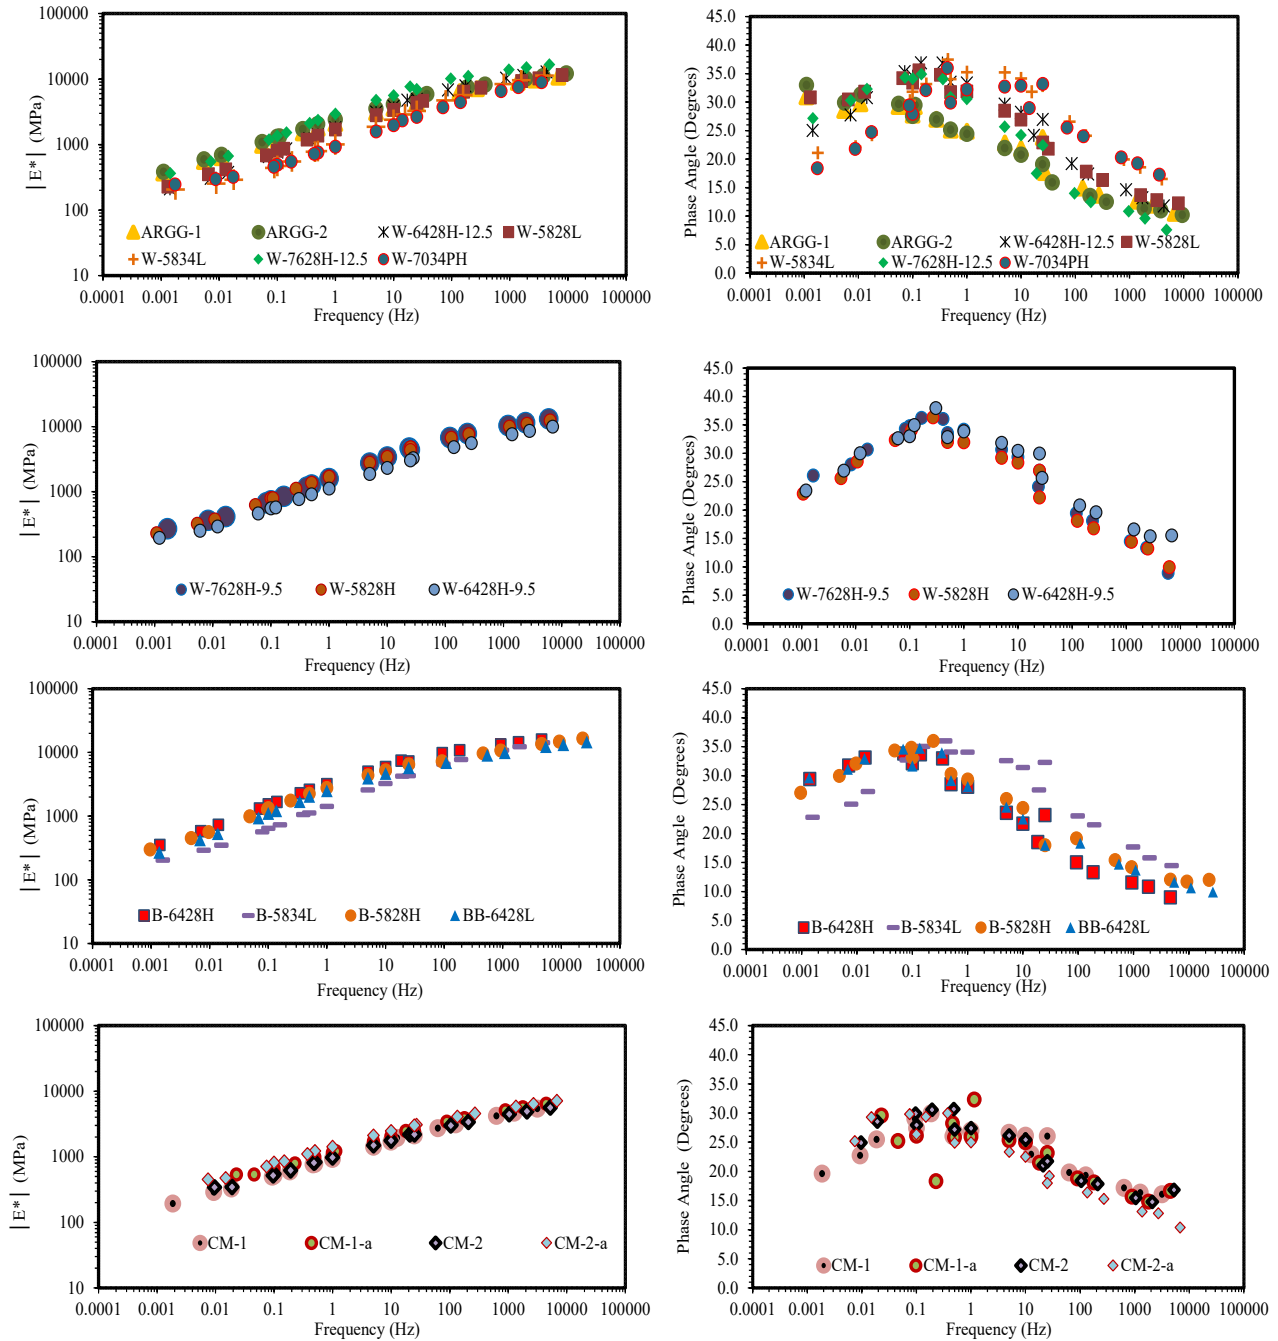 100000
10000
1000
100
10
|E*| (MPa)
ARGG-1 ARGG-2 W-6428H-12.5 W-5828L
W-5834L W-7628H-12.5 W-7034PH
0.0001 0.001 0.01 0.1 1 10 100 1000 10000 100000
Frequency (Hz)
45.0
40.0
35.0
30.0
25.0
20.0
15.0
10.0
5.0
0.0
Phase Angle (Degrees)
ARGG-1 ARGG-2 W-6428H-12.5 W-5828L
W-5834L W-7628H-12.5 W-7034PH
0.0001 0.01 0.1 1 10 100 1000 10000 100000
Frequency (Hz)
100000
10000
1000
100
10
|E*| (MPa)
W-7628H-9.5 W-5828H W-6428H-9.5
0.0001 0.001 0.01 0.1 1 10 100 1000 10000 100000
Frequency (Hz)
45.0
40.0
35.0
30.0
25.0
20.0
15.0
10.0
5.0
0.0
Phase Angle (Degrees)
W-7628H-9.5 W-5828H W-6428H-9.5
0.0001 0.001 0.01 0.1 1 10 100 1000 10000 100000
Frequency (Hz)
100000
10000
1000
100
10
|E*| (MPa)
B-6428H B-5834L B-5828H BB-6428L
0.0001 0.001 0.01 0.1 1 10 100 1000 10000 100000
Frequency (Hz)
45.0
40.0
35.0
30.0
25.0
20.0
15.0
10.0
5.0
0.0
Phase Angle (Degrees)
B-6428H B-5834L B-5828H BB-6428L
0.0001 0.001 0.01 0.1 1 10 100 1000 10000 100000
Frequency (Hz)
100000
10000
1000
100
10
|E*| (MPa)
CM-1 CM-1-a CM-2 CM-2-a
0.0001 0.001 0.01 0.1 1 10 100 1000 10000 100000
Frequency (Hz)
45.0
40.0
35.0
30.0
25.0
20.0
15.0
10.0
5.0
0.0
Phase Angle (Degrees)
CM-1 CM-1-a CM-2 CM-2-a
0.0001 0.001 0.01 0.1 1 10 100 1000 10000 100000
Frequency (Hz)